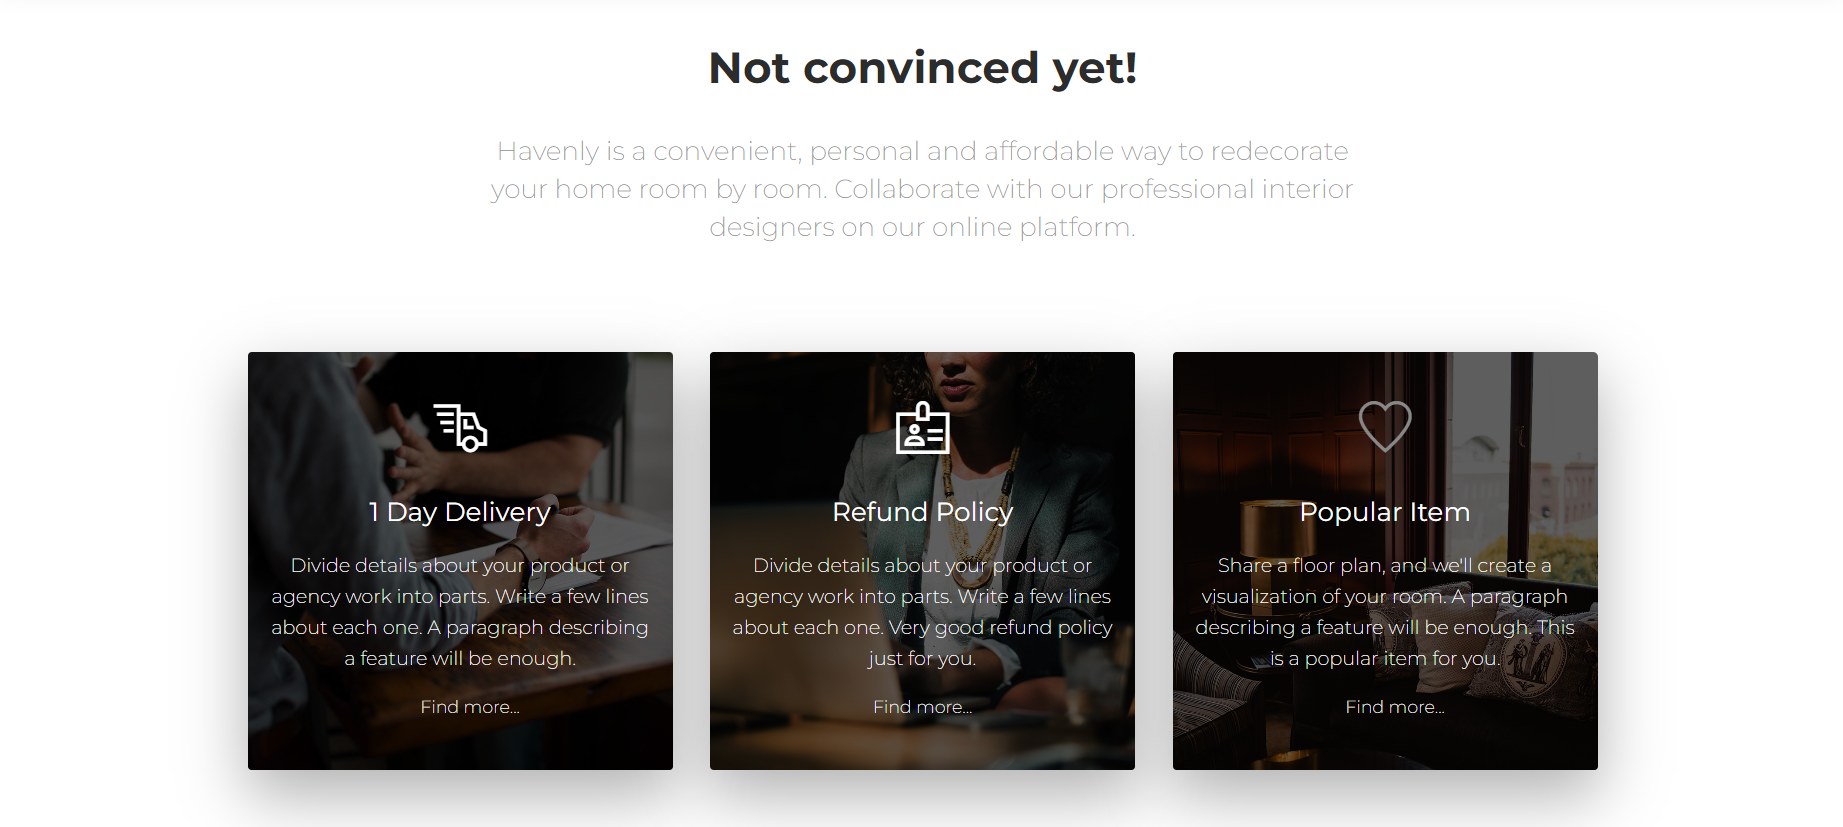 Not convinced yet!
Havenly is a convenient, personal and affordable way to redecorate
your home room by room. Collaborate with our professional interior
designers on our online platform.
1 Day Delivery
Divide details about your product or
agency work into parts. Write a few lines
about each one. A paragraph describing
a feature will be enough.
Find more...
Refund Policy
Divide details about your product or
agency work into parts. Write a few lines
about each one. Very good refund policy
just for you.
Find more...
Popular Item
Share a floor plan, and we'll create a
visualization of your room. A paragraph
describing a feature will be enough. This
is a popular item for you.
Find more...